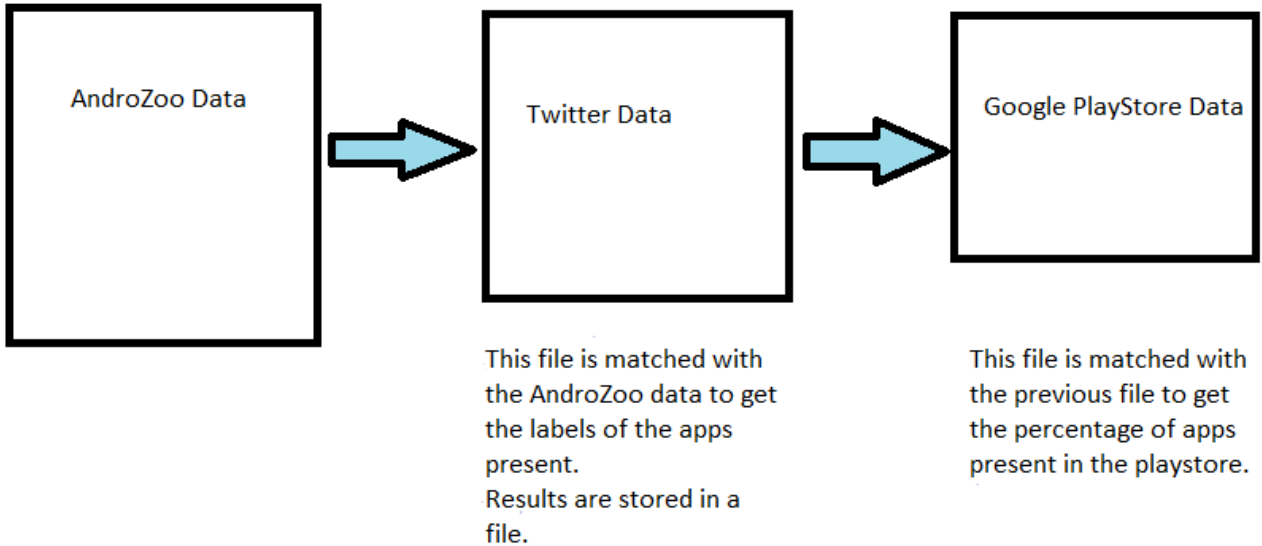 AndroZoo Data
Twitter Data
Google PlayStore Data
This file is matched with
the AndroZoo data to get
the labels of the apps
present.
Results are stored in a
file.
This file is matched with
the previous file to get
the percentage of apps
present in the playstore.